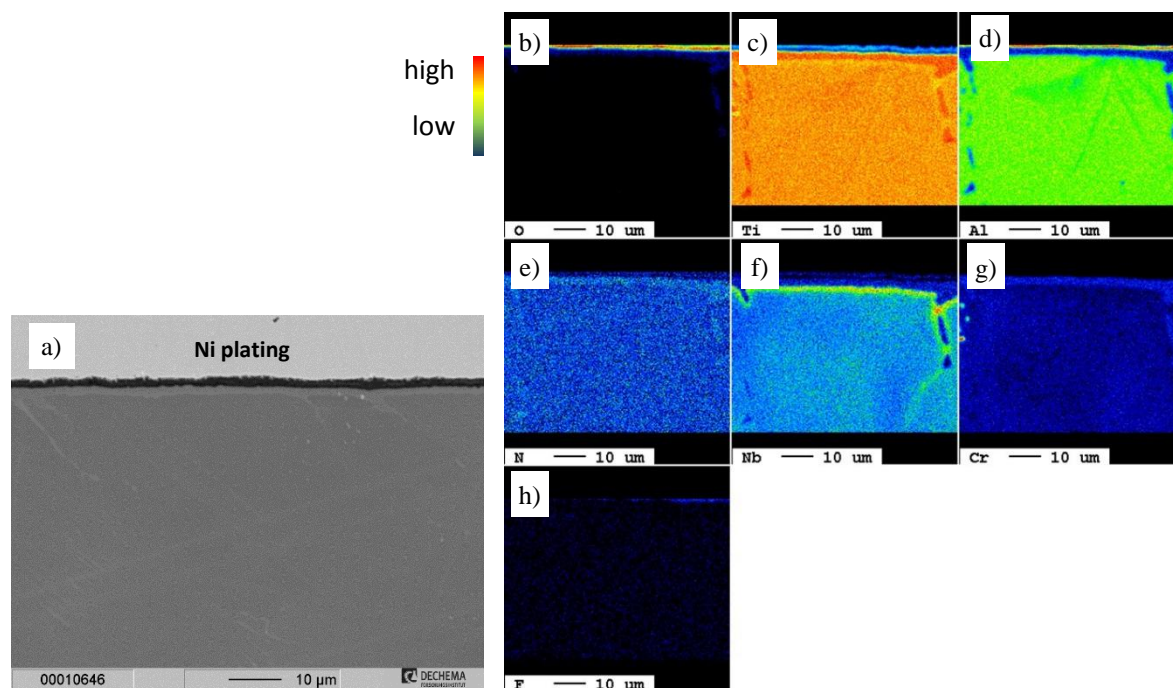 high
low
b)
c)
d)
O 10 um
Ti 10 um
Al 10 um
e)
f)
g)
N 10 um
Nb 10 um
Cr 10 um
a)
Ni plating
00010646
10 µm
DECHEMA
FORSCHUNGSINSTITUT
h)
F 10 um